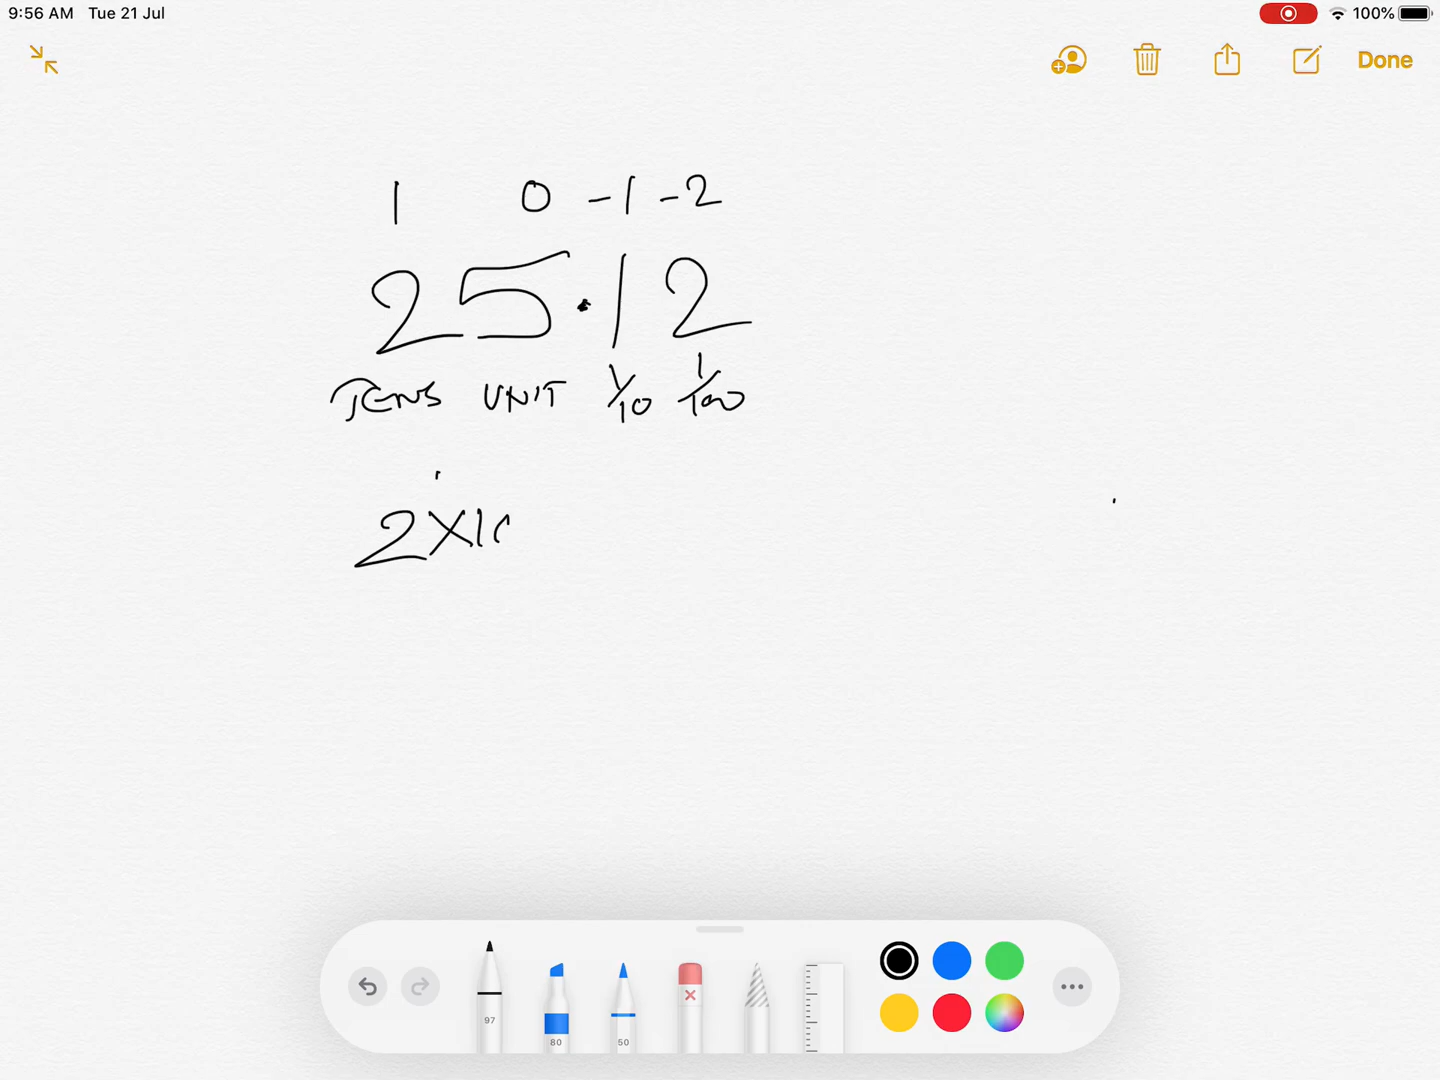 9:56 AM Tue 21 Jul 100%
Done
1 0 -1 -2
25.12
TENS UNIT 1/10 1/100
2X10
97 80 50